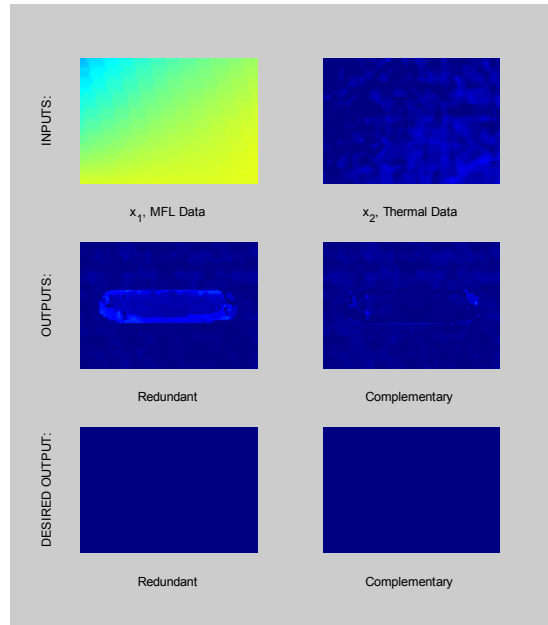 INPUTS:
x1, MFL Data
x2, Thermal Data
OUTPUTS:
Redundant
Complementary
DESIRED OUTPUT:
Redundant
Complementary